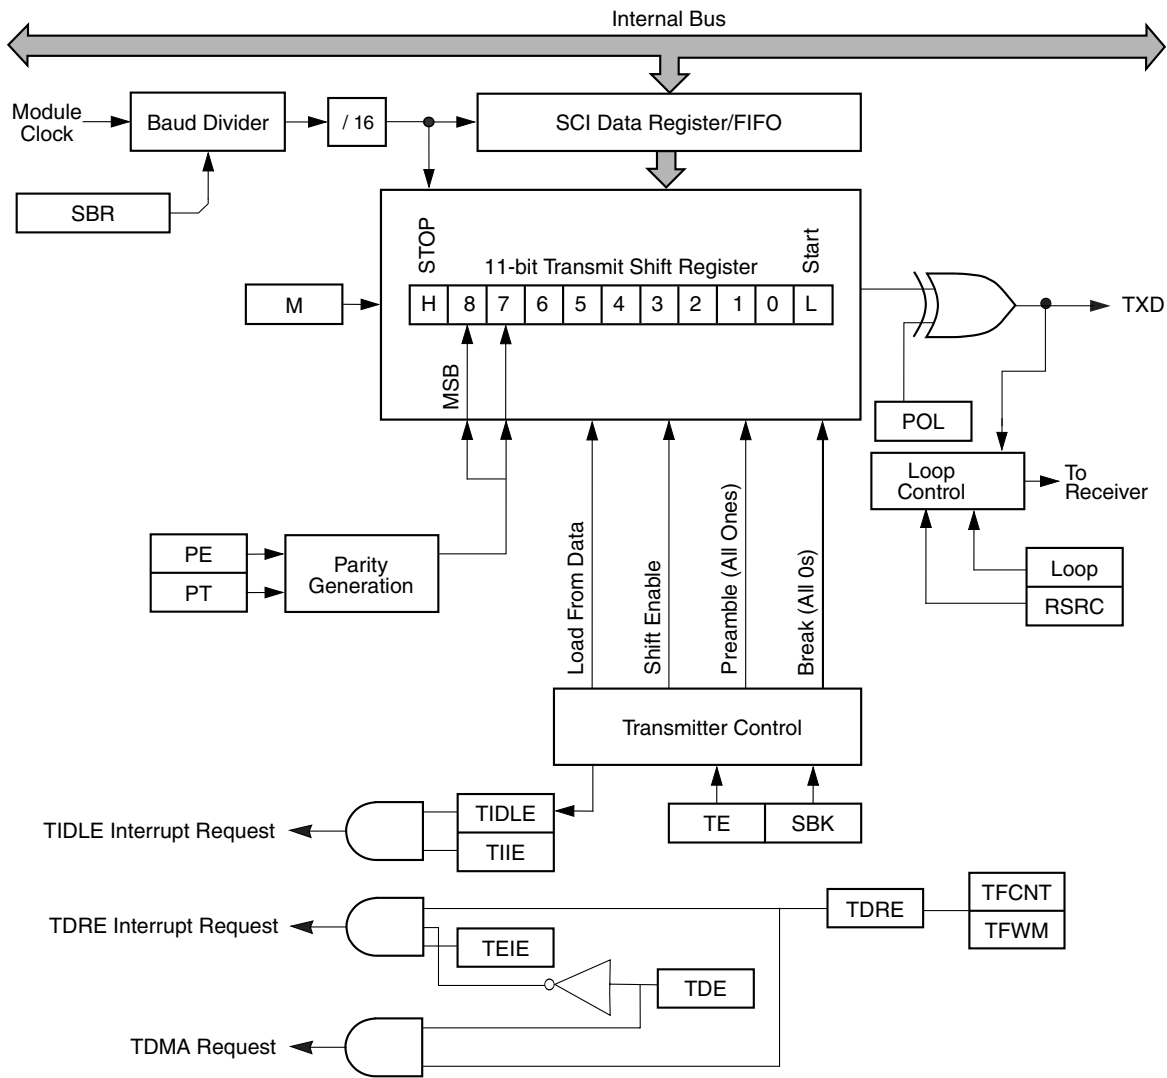 Internal Bus
Module
Clock
Baud Divider
/ 16
SCI Data Register/FIFO
SBR
STOP
11-bit Transmit Shift Register
Start
M
H 8 7 6 5 4 3 2 1 0 L
TXD
MSB
POL
Loop
Control
To
Receiver
PE
PT
Parity
Generation
Load From Data
Shift Enable
Preamble (All Ones)
Break (All 0s)
Loop
RSRC
Transmitter Control
TIDLE Interrupt Request
TIDLE
TIIE
TE
SBK
TDRE Interrupt Request
TEIE
TDRE
TFCNT
TFWM
TDE
TDMA Request